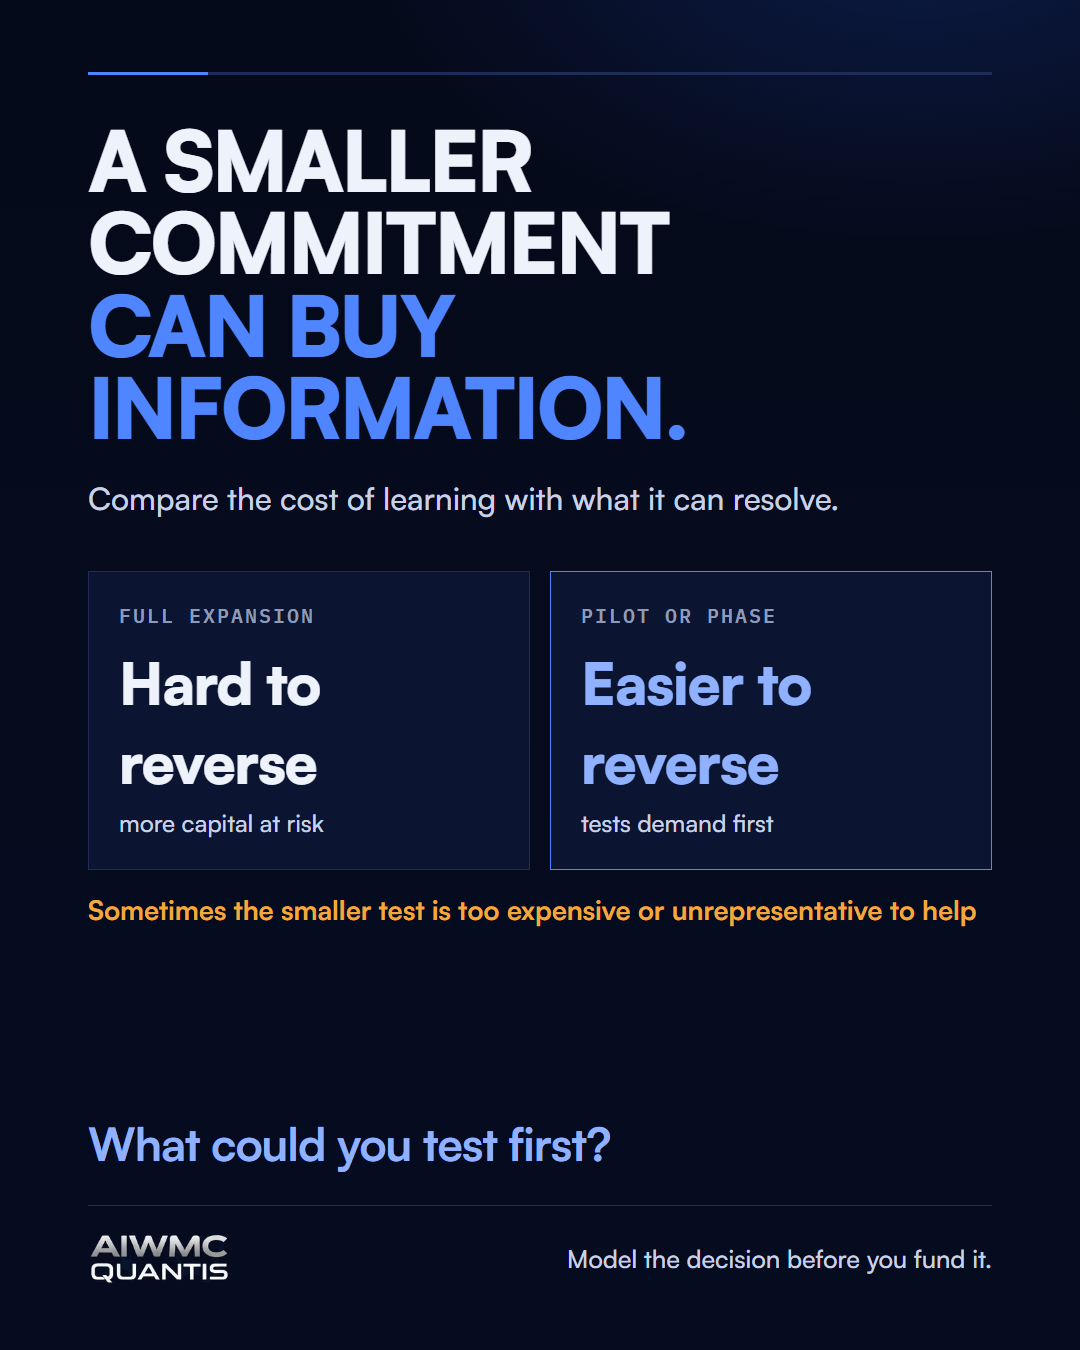 A SMALLER
COMMITMENT
CAN BUY
INFORMATION.
Compare the cost of learning with what it can resolve.
FULL EXPANSION
Hard to
reverse
more capital at risk
PILOT OR PHASE
Easier to
reverse
tests demand first
Sometimes the smaller test is too expensive or unrepresentative to help
What could you test first?
AIWMC
QUANTIS
Model the decision before you fund it.